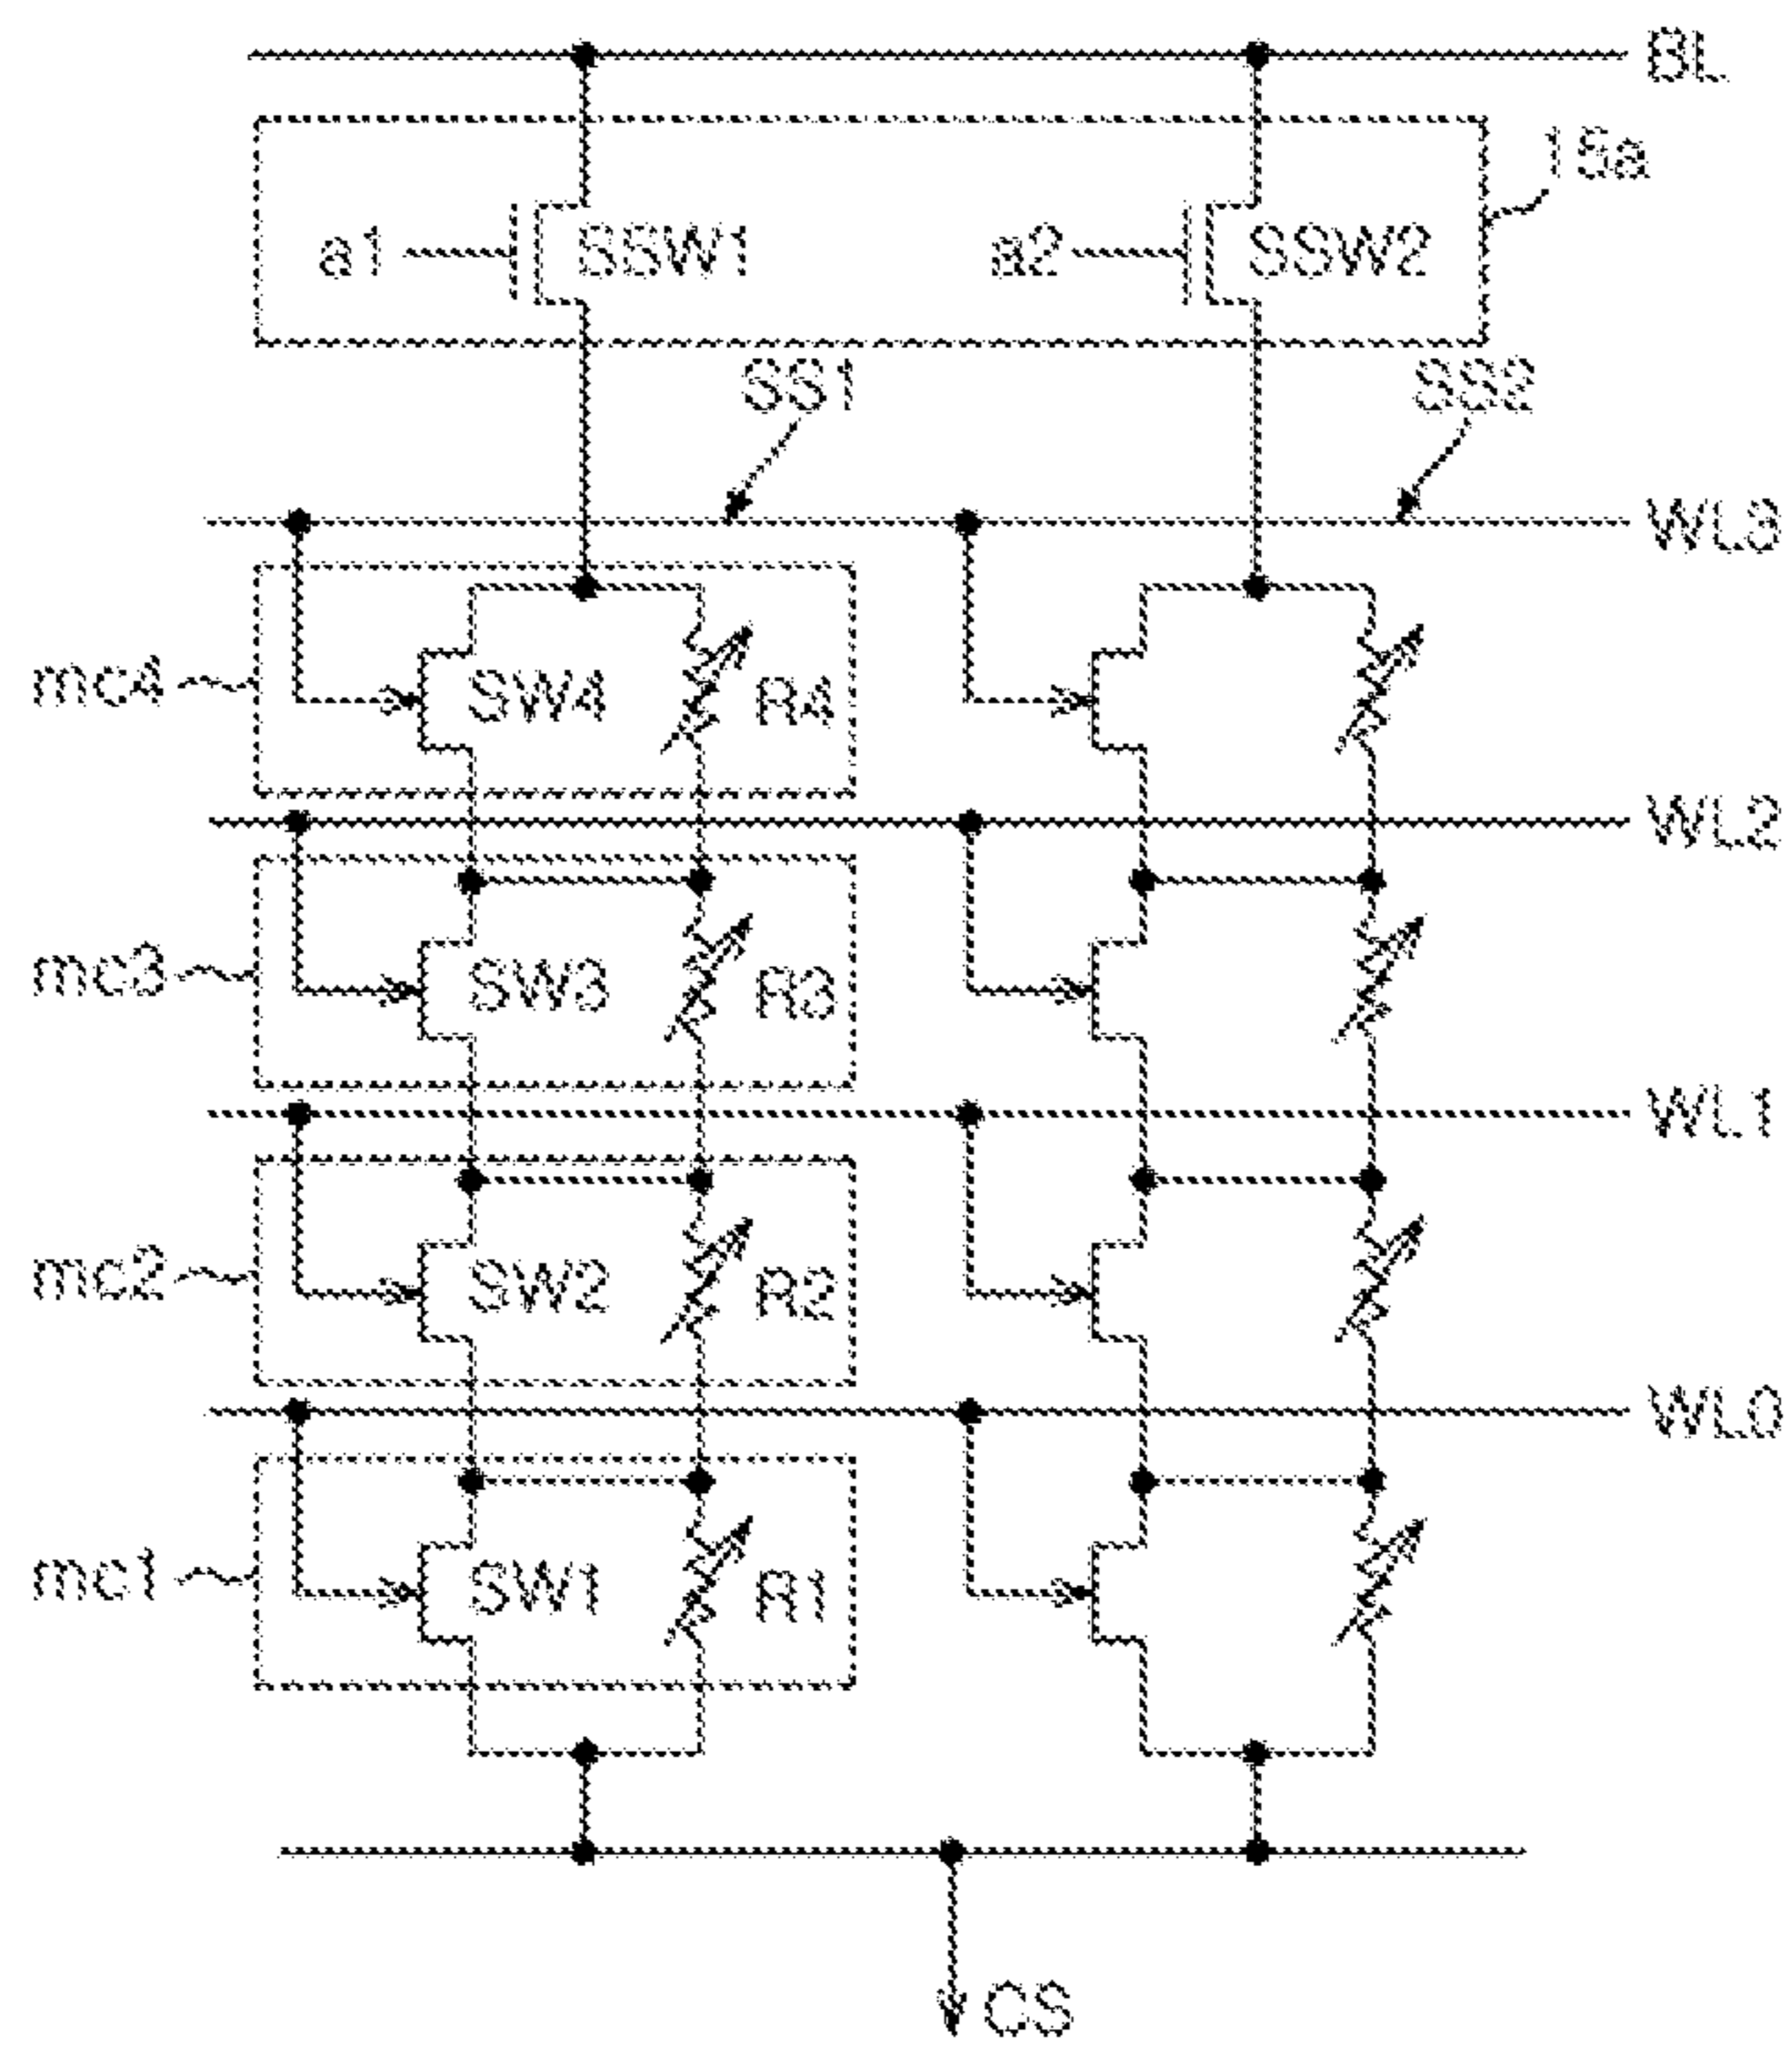 BL
15a
a1 SSW1 a2 SSW2
SS1 SS2
WL3
mc4 SW4 R4
WL2
mc3 SW3 R3
WL1
mc2 SW2 R2
WL0
mc1 SW1 R1
CS